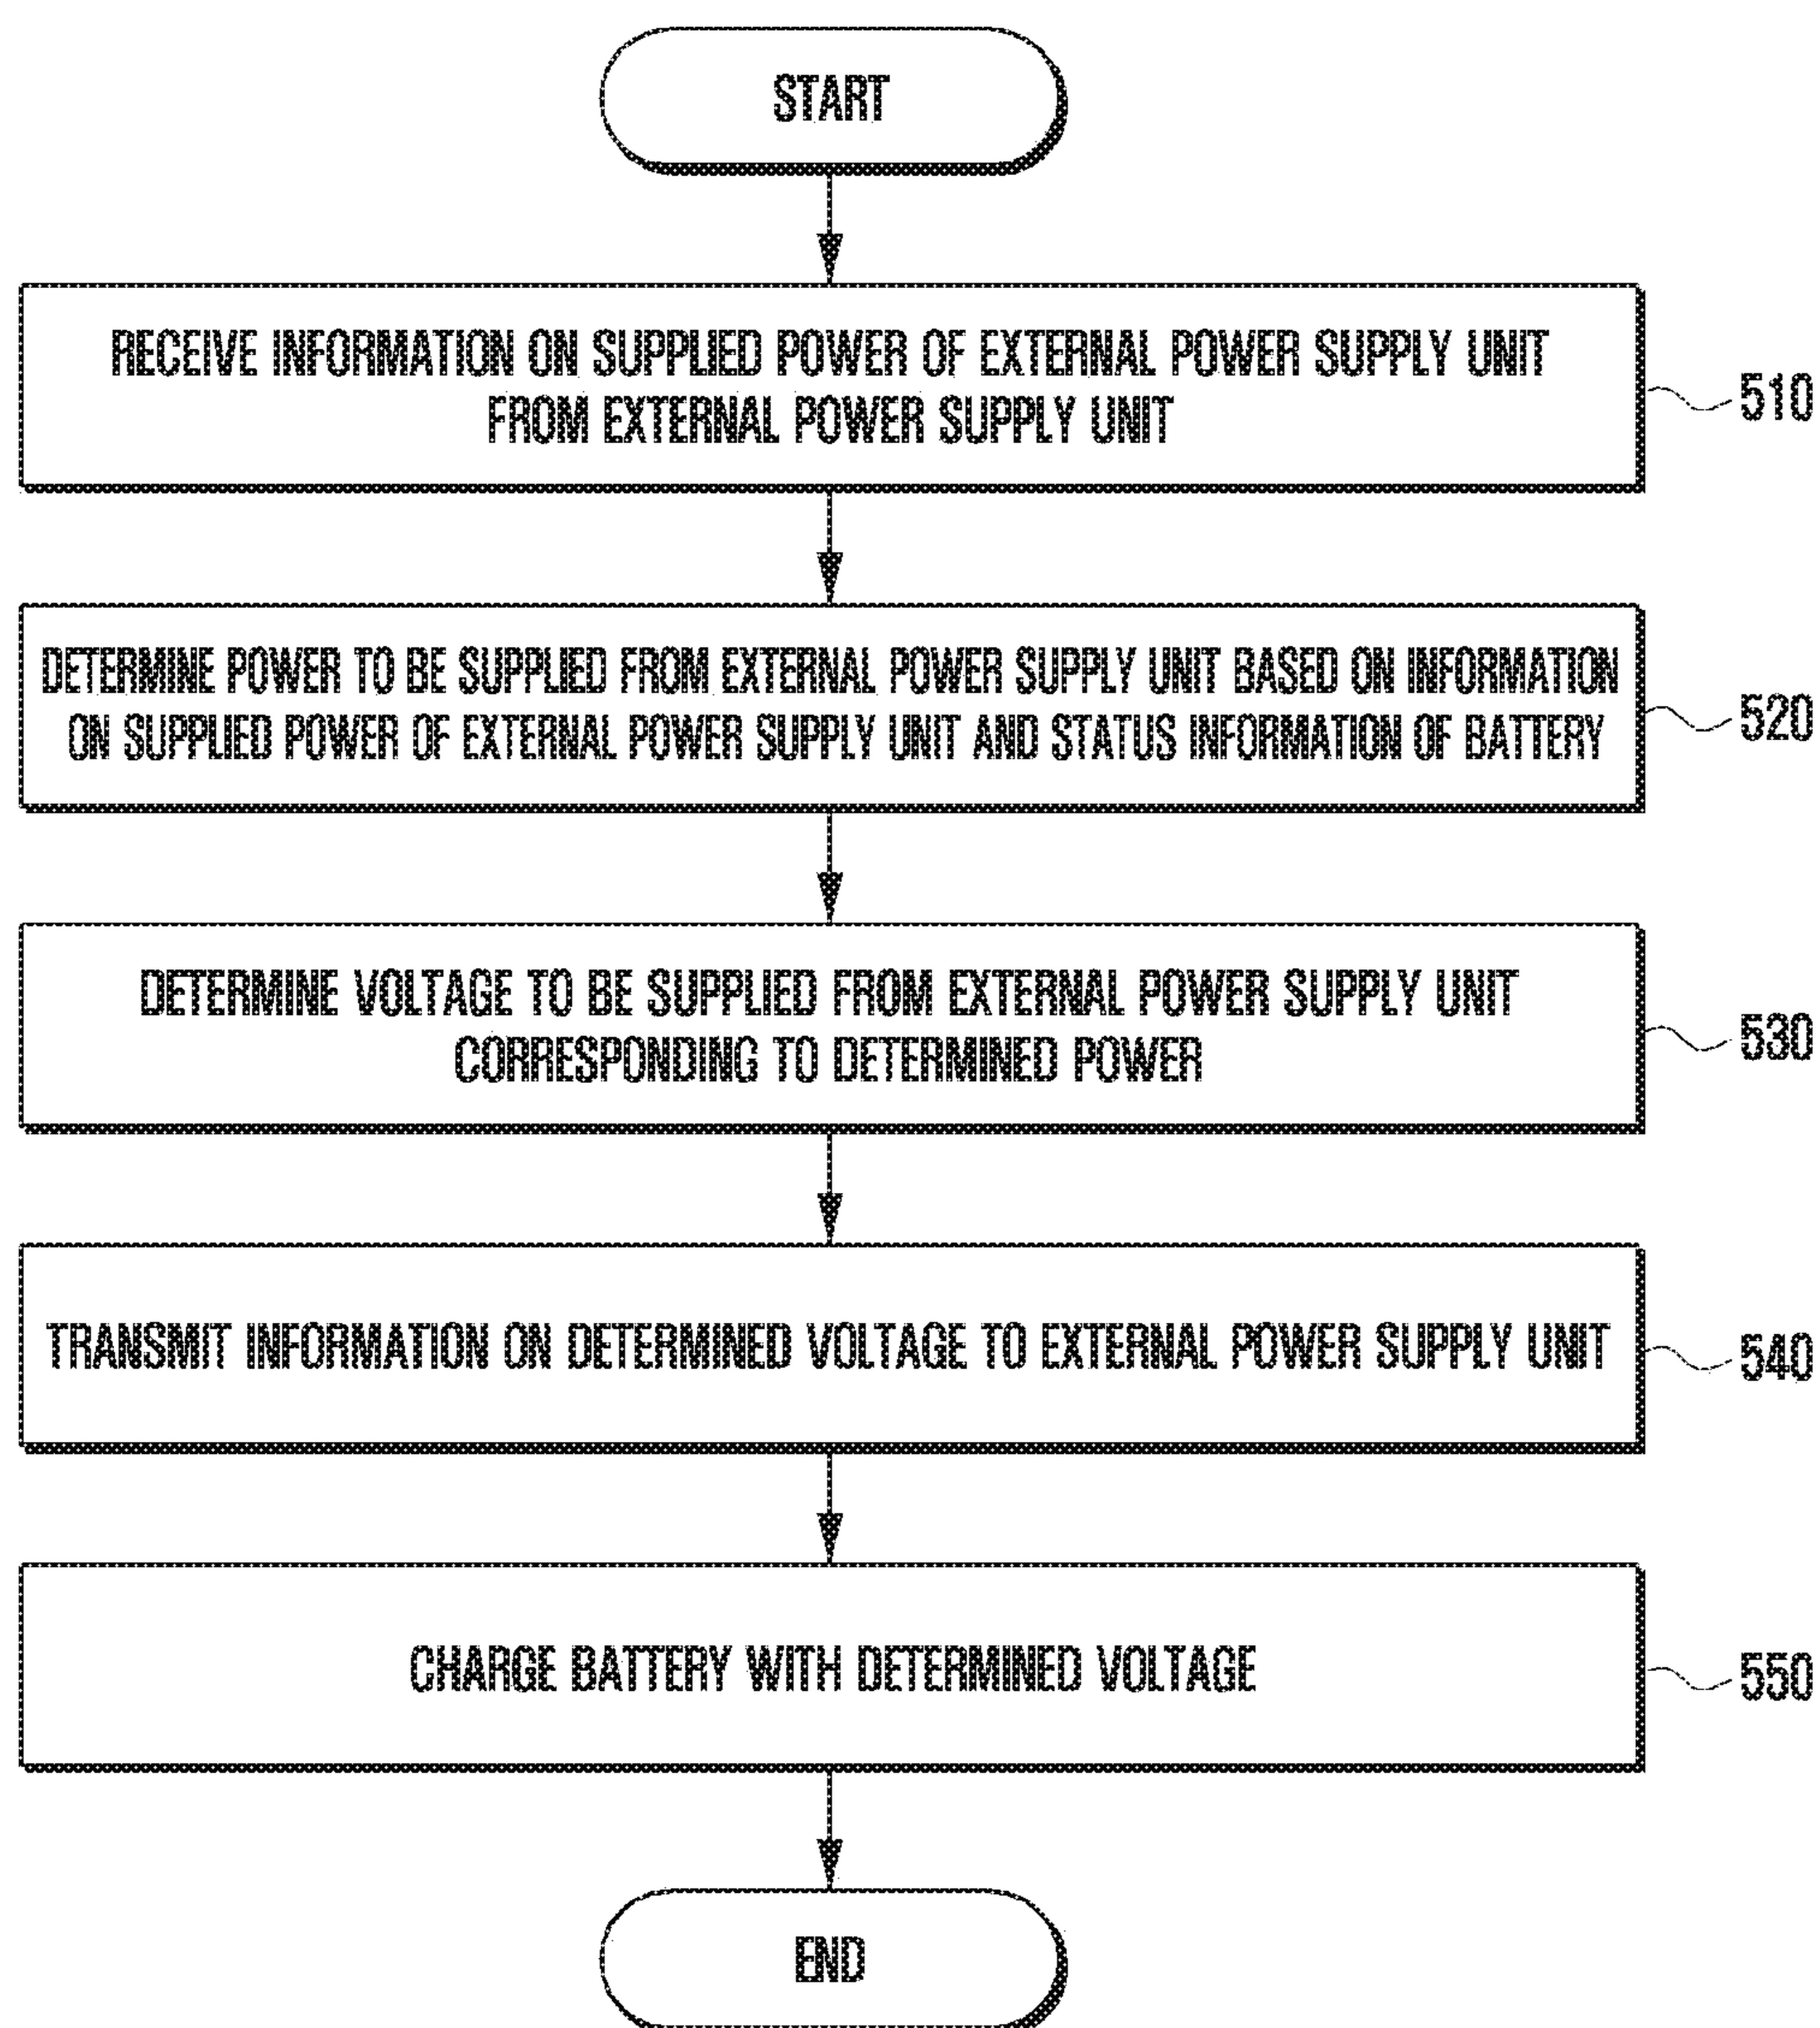 START
RECEIVE INFORMATION ON SUPPLIED POWER OF EXTERNAL POWER SUPPLY UNIT
FROM EXTERNAL POWER SUPPLY UNIT
510
DETERMINE POWER TO BE SUPPLIED FROM EXTERNAL POWER SUPPLY UNIT BASED ON INFORMATION
ON SUPPLIED POWER OF EXTERNAL POWER SUPPLY UNIT AND STATUS INFORMATION OF BATTERY
520
DETERMINE VOLTAGE TO BE SUPPLIED FROM EXTERNAL POWER SUPPLY UNIT
CORRESPONDING TO DETERMINED POWER
530
TRANSMIT INFORMATION ON DETERMINED VOLTAGE TO EXTERNAL POWER SUPPLY UNIT
540
CHARGE BATTERY WITH DETERMINED VOLTAGE
550
END